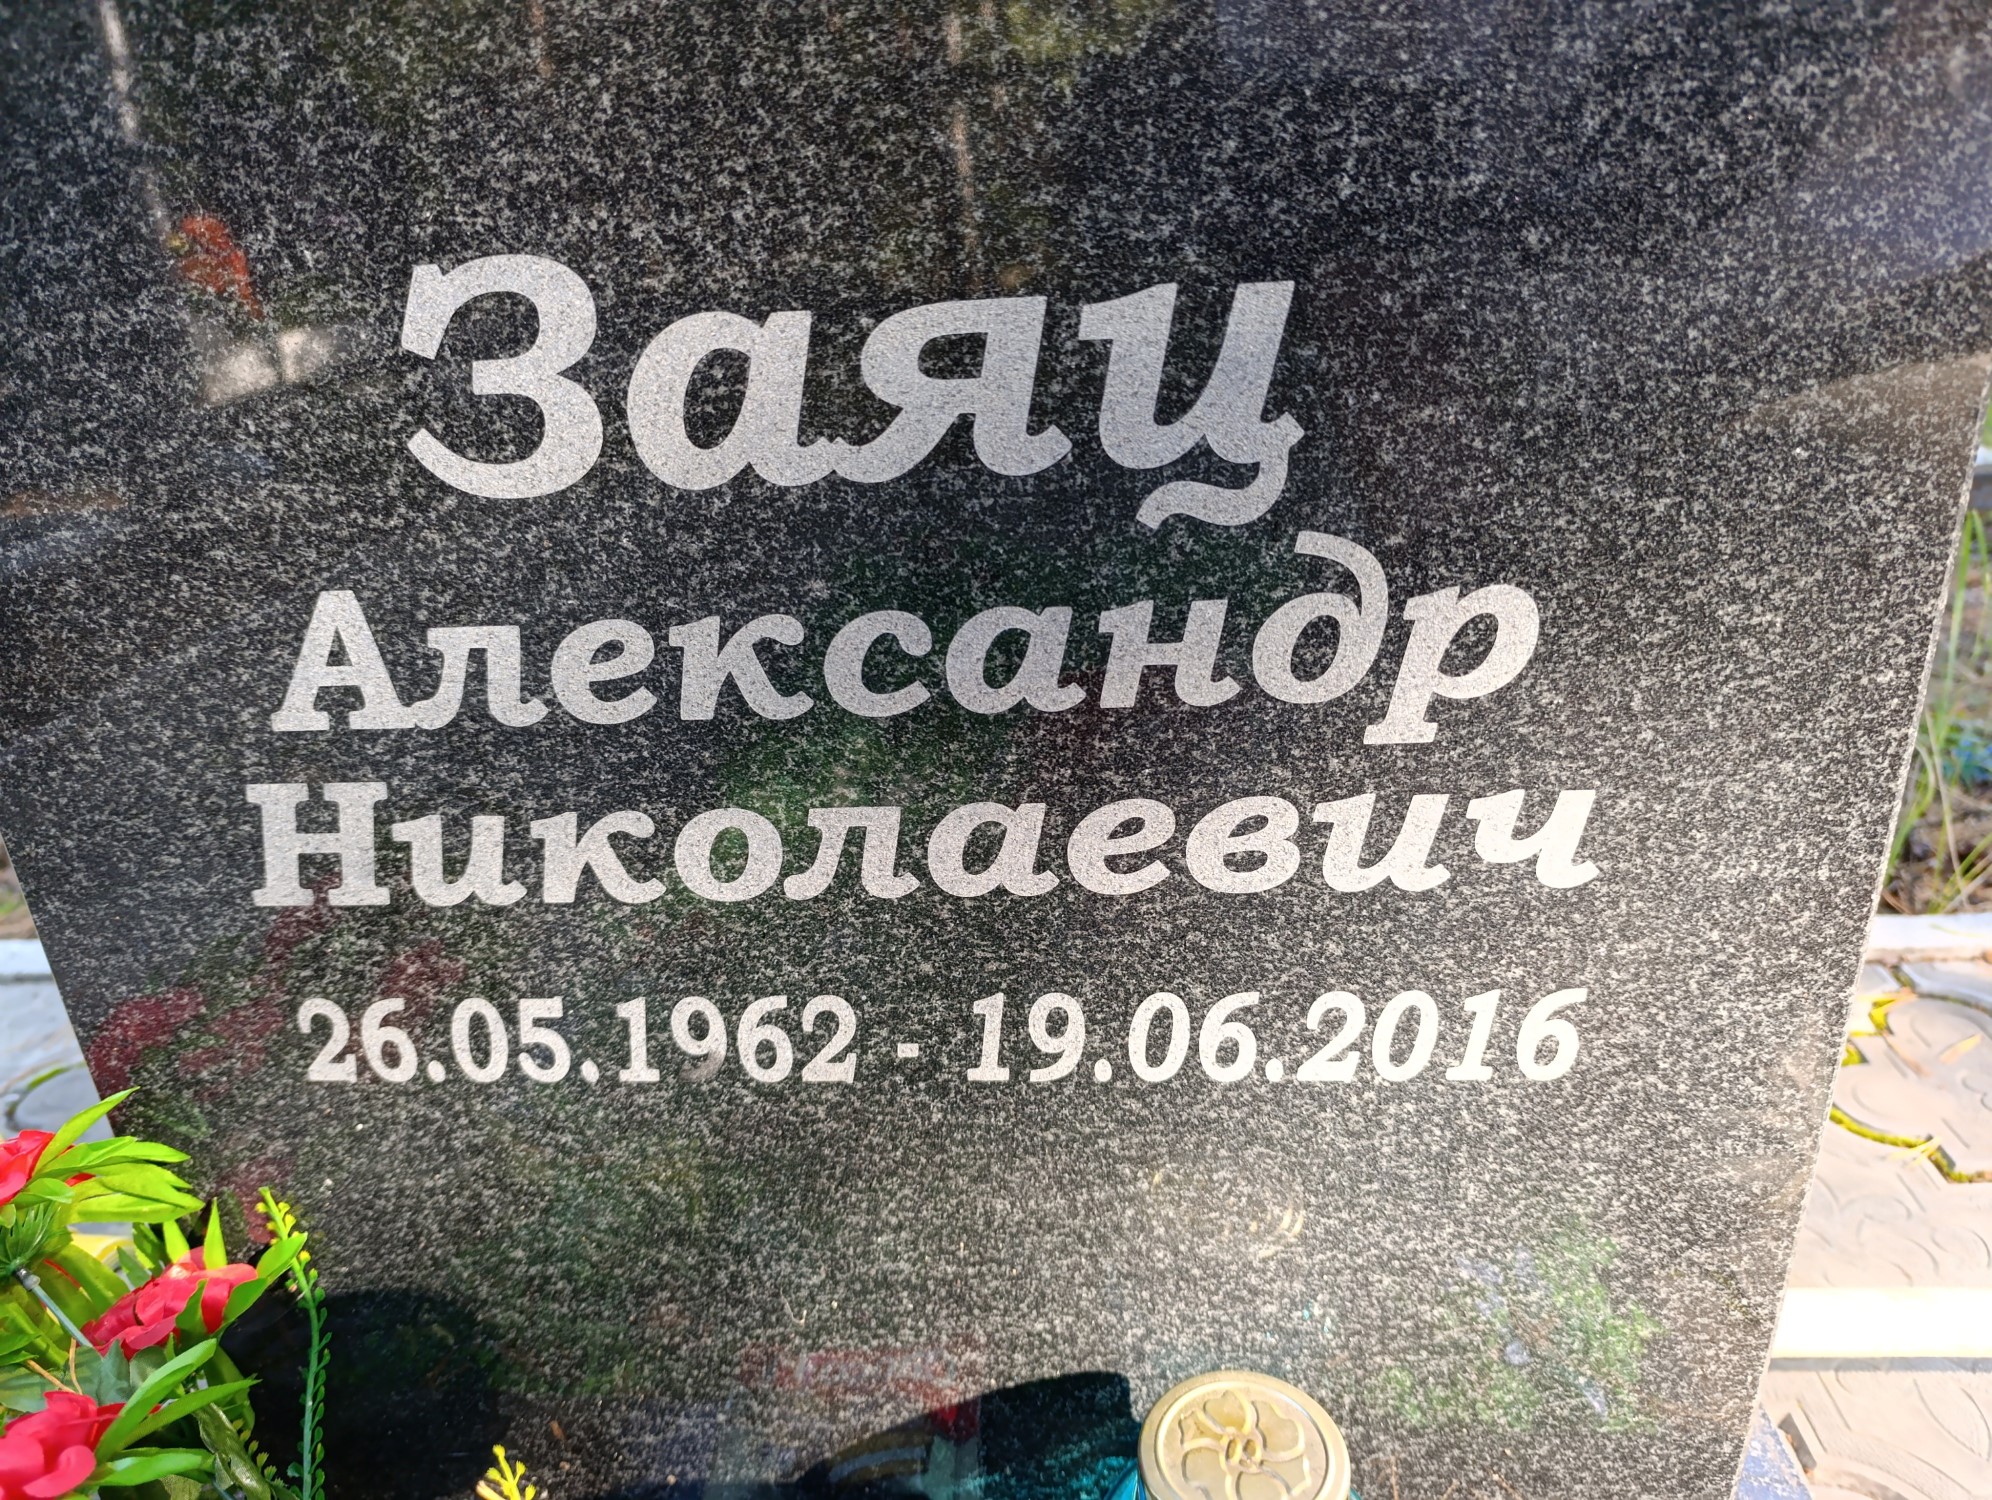 Заяц
Александр
Николаевич
26.05.1962 - 19.06.2016